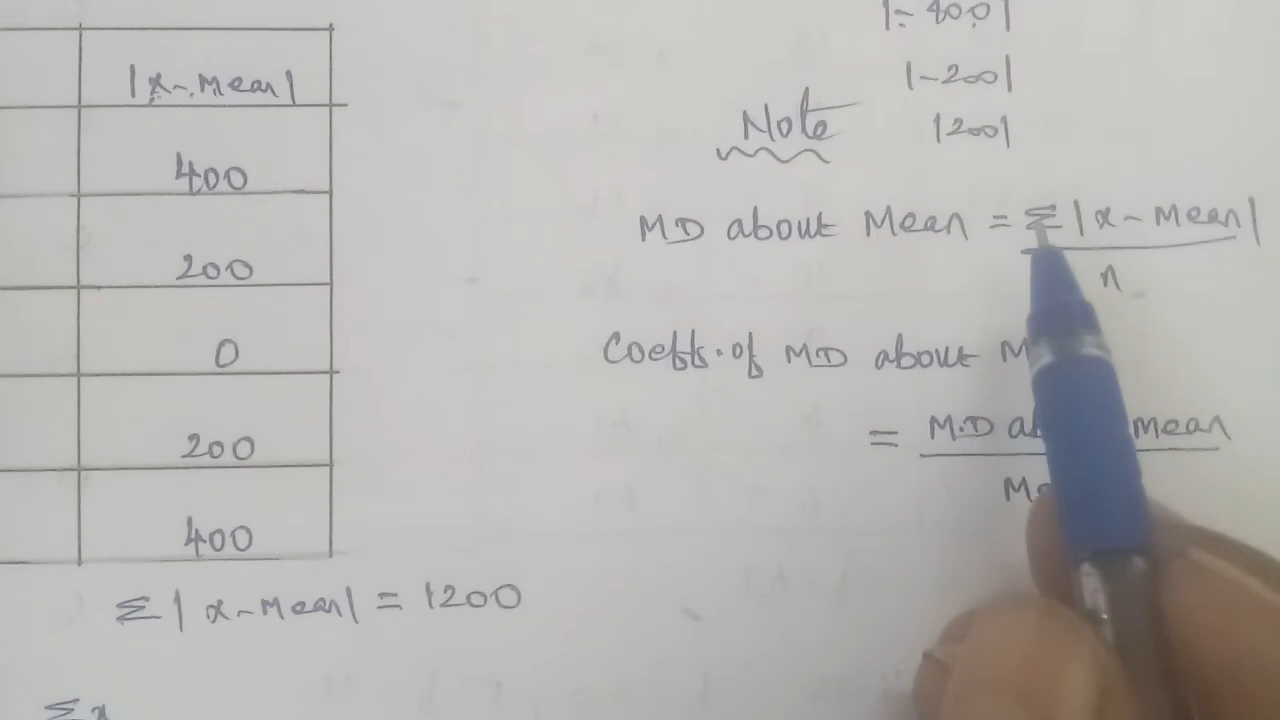 |x-Mean|
400
200
0
200
400
Σ|x-Mean| = 1200
Σx
|-400|
|-200|
|200|
Note
MD about Mean = Σ|x-Mean|
n
Coeffs.of MD about
= M.D mean